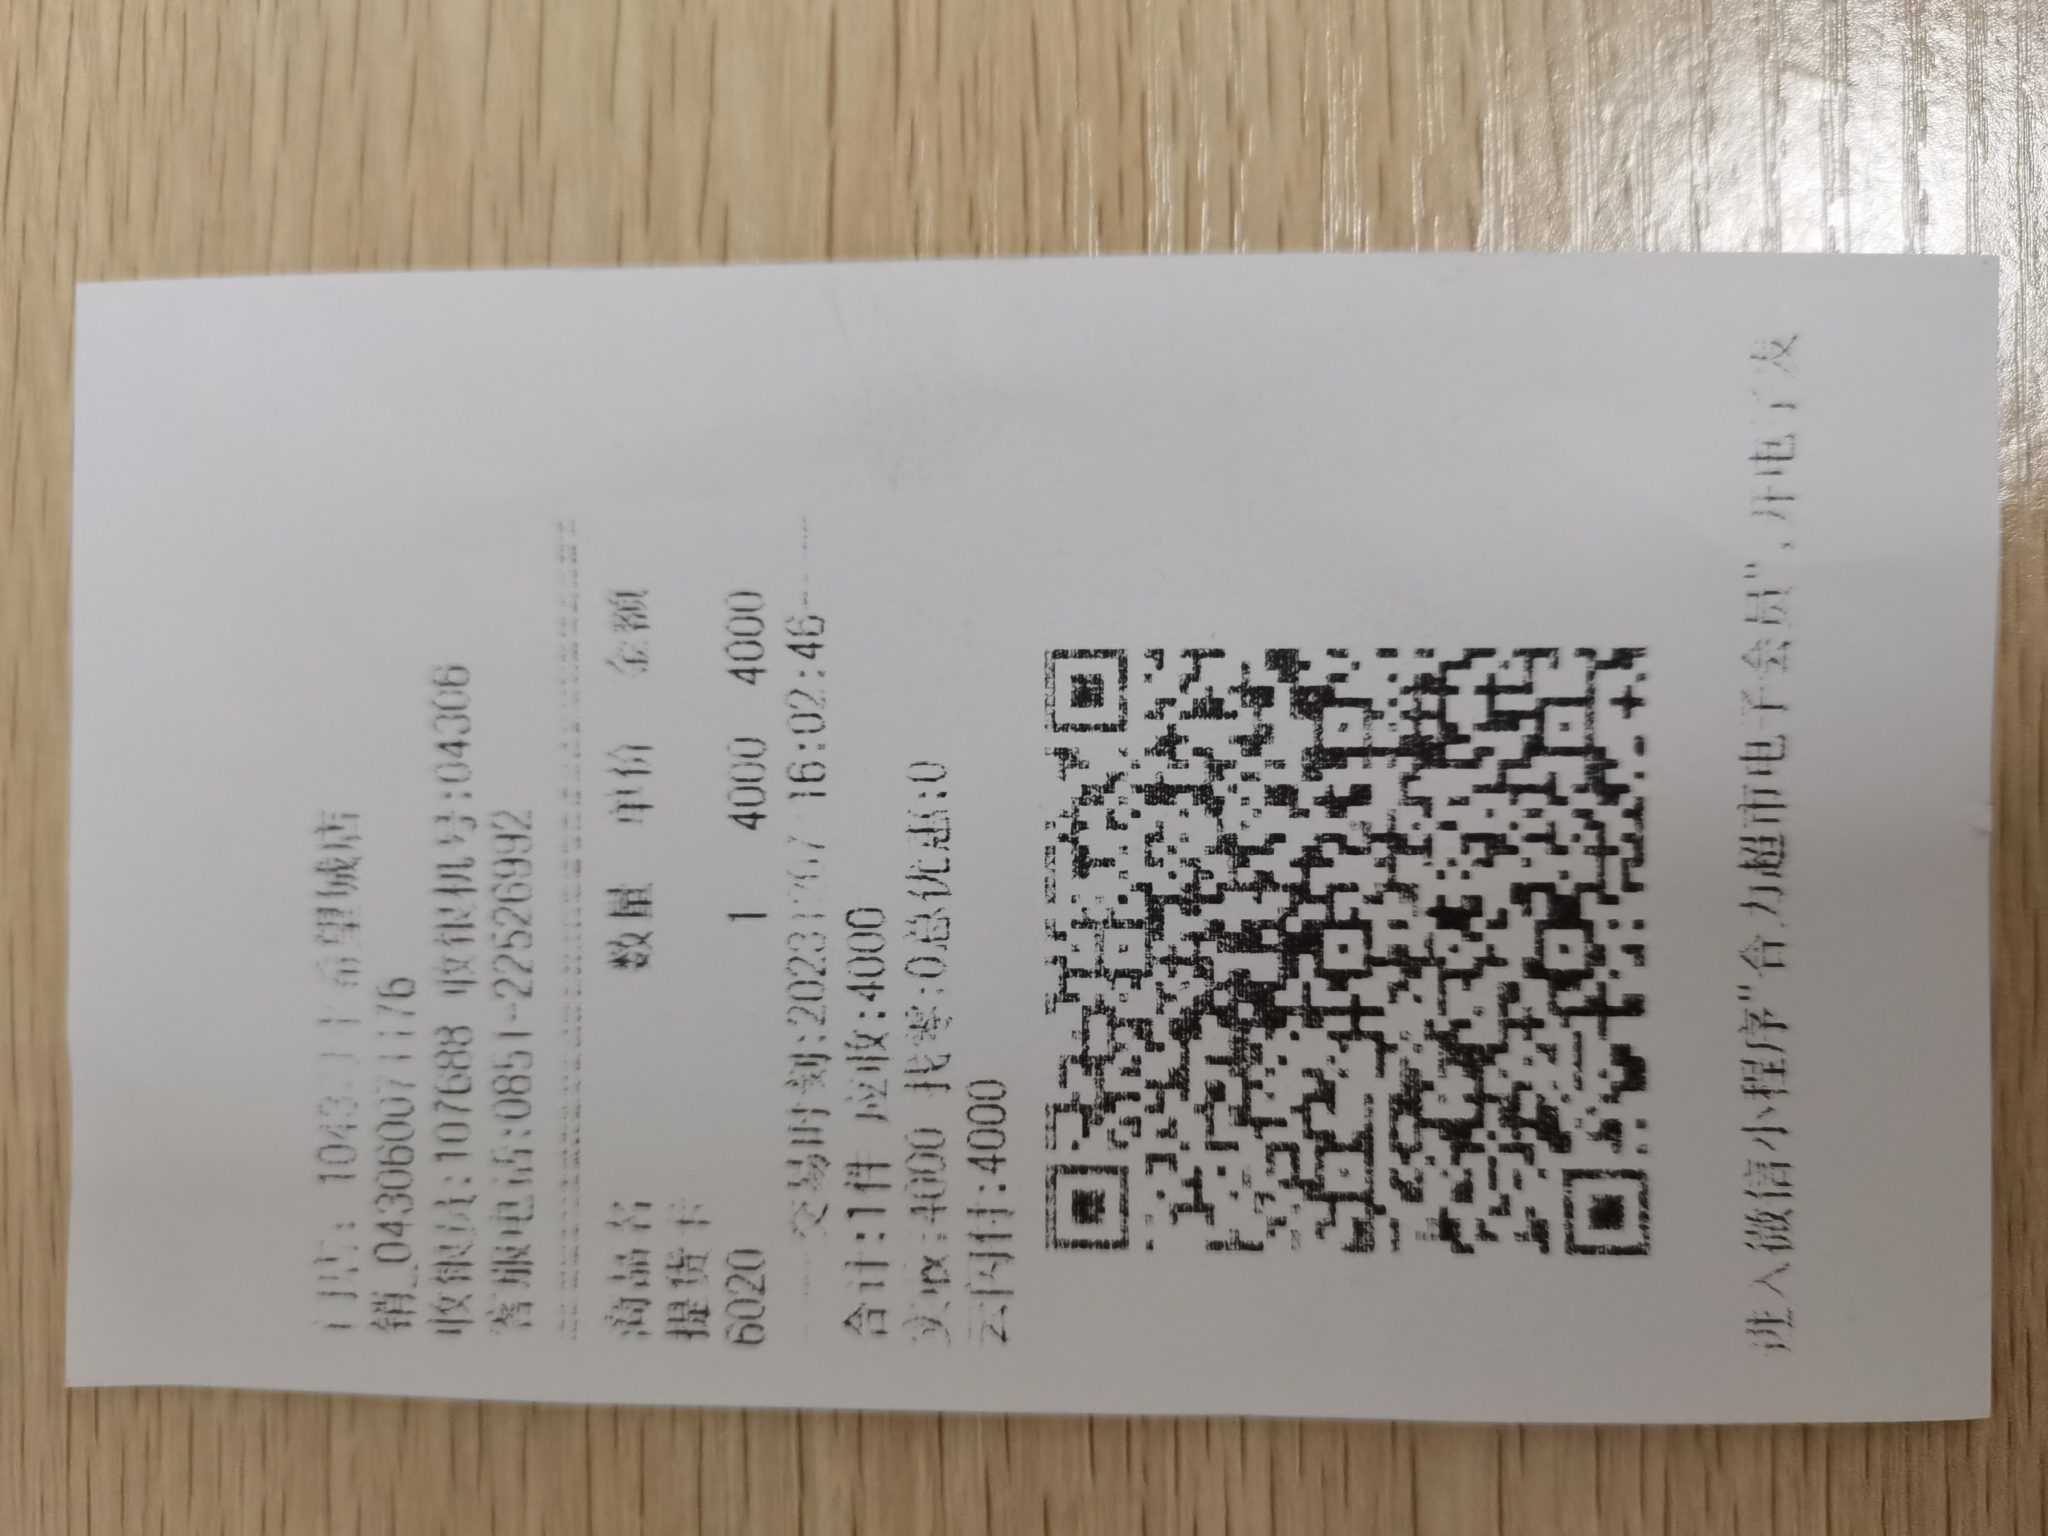 门店: 1043 希望城店
销_043060071176
收银员:107688 收银机号:04306
客服电话:0851-22526992
商品名 数量 单价 金额
提货卡
6020 1 4000 4000
交易时刻:20231207 16:02:46
合计:1件 应收:4000
实收:4000 找零:0总优惠:0
云闪付:4000
进入微信小程序"合力超市电子会员",开电子发